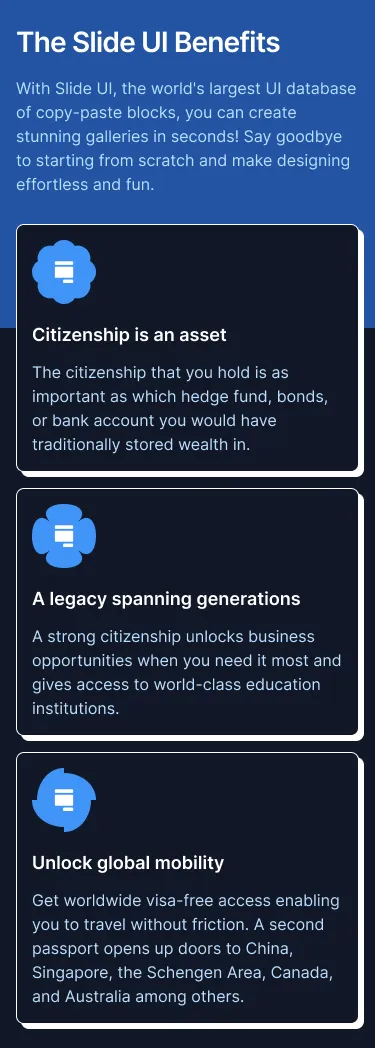 The Slide UI Benefits
With Slide UI, the world's largest UI database
of copy-paste blocks, you can create
stunning galleries in seconds! Say goodbye
to starting from scratch and make designing
effortless and fun.
Citizenship is an asset
The citizenship that you hold is as
important as which hedge fund, bonds,
or bank account you would have
traditionally stored wealth in.
A legacy spanning generations
A strong citizenship unlocks business
opportunities when you need it most and
gives access to world-class education
institutions.
Unlock global mobility
Get worldwide visa-free access enabling
you to travel without friction. A second
passport opens up doors to China,
Singapore, the Schengen Area, Canada,
and Australia among others.